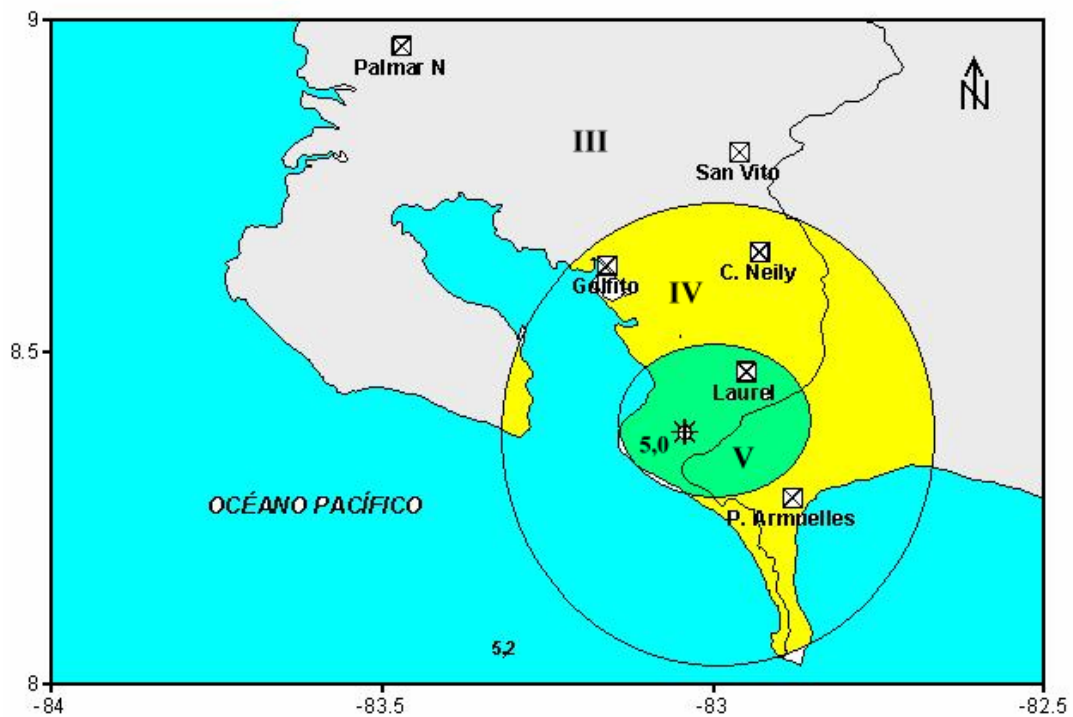 9
Palmar N
N
III
San Vito
C. Neily
Golfito
IV
8.5
Laurel
5,0
V
OCÉANO PACÍFICO
P. Armuelles
5,2
8
-84
-83.5
-83
-82.5